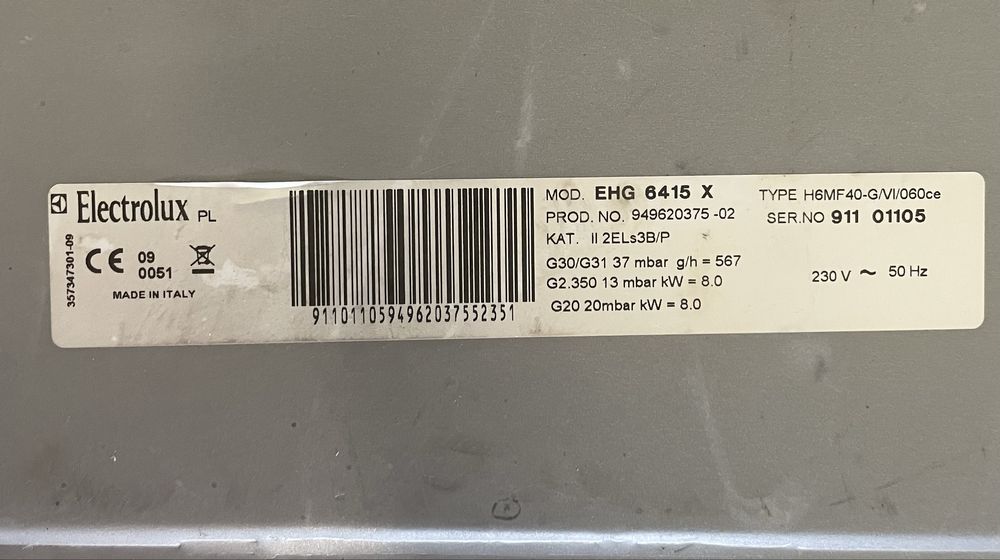 Electrolux PL
357347301-09
CE 09
0051
MADE IN ITALY
91101105949620375​52351
MOD. EHG 6415 X
PROD. NO. 949620375 -02
KAT. II 2ELs3B/P
G30/G31 37 mbar g/h = 567
G2.350 13 mbar kW = 8.0
G20 20mbar kW = 8.0
TYPE H6MF40-G/VI/060ce
SER.NO 911 01105
230 V ~ 50 Hz